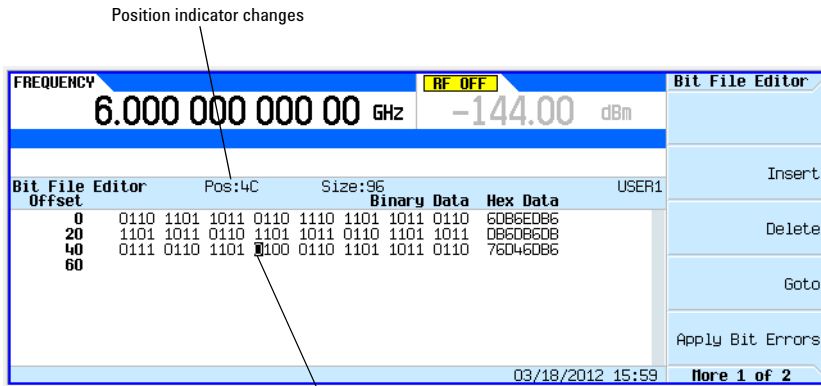 Position indicator changes
FREQUENCY RF OFF Bit File Editor
6.000 000 000 00 GHz -144.00 dBm
Insert
Bit File Editor Pos:4C Size:96 USER1
Offset Binary Data Hex Data
0 0110 1101 1011 0110 1110 1101 1011 0110 6DB6EDB6
20 1101 1011 0110 1101 1011 0110 1101 1011 DB6DB6DB
Delete
40 0111 0110 1101 0100 0110 1101 1011 0110 76D46DB6
60
Goto
Apply Bit Errors
03/18/2012 15:59 More 1 of 2